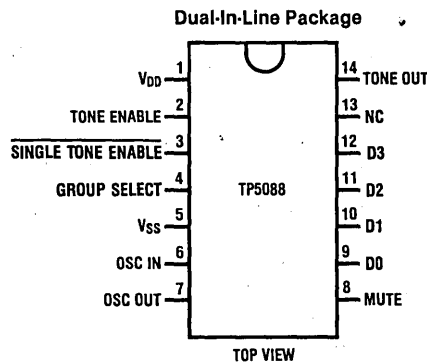 Dual-In-Line Package
VDD 1
TONE ENABLE 2
SINGLE TONE ENABLE 3
GROUP SELECT 4
VSS 5
OSC IN 6
OSC OUT 7
TP5088
14 TONE OUT
13 NC
12 D3
11 D2
10 D1
9 D0
8 MUTE
TOP VIEW